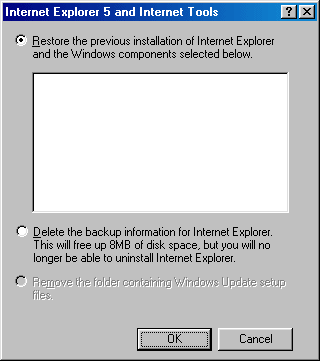 Internet Explorer 5 and Internet Tools
Restore the previous installation of Internet Explorer
and the Windows components selected below.
Delete the backup information for Internet Explorer.
This will free up 8MB of disk space, but you will no
longer be able to uninstall Internet Explorer.
Remove the folder containing Windows Update setup
files.
OK
Cancel